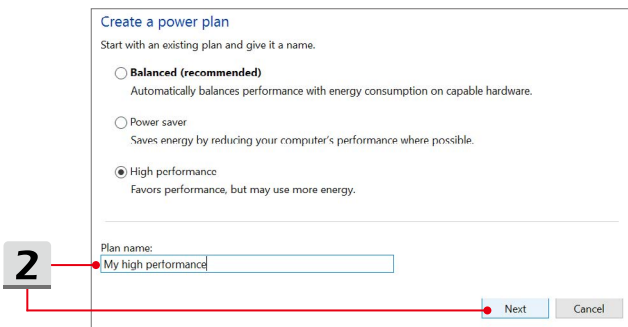 Create a power plan
Start with an existing plan and give it a name.
Balanced (recommended)
Automatically balances performance with energy consumption on capable hardware.
Power saver
Saves energy by reducing your computer's performance where possible.
High performance
Favors performance, but may use more energy.
Plan name:
My high performance
2
Next Cancel